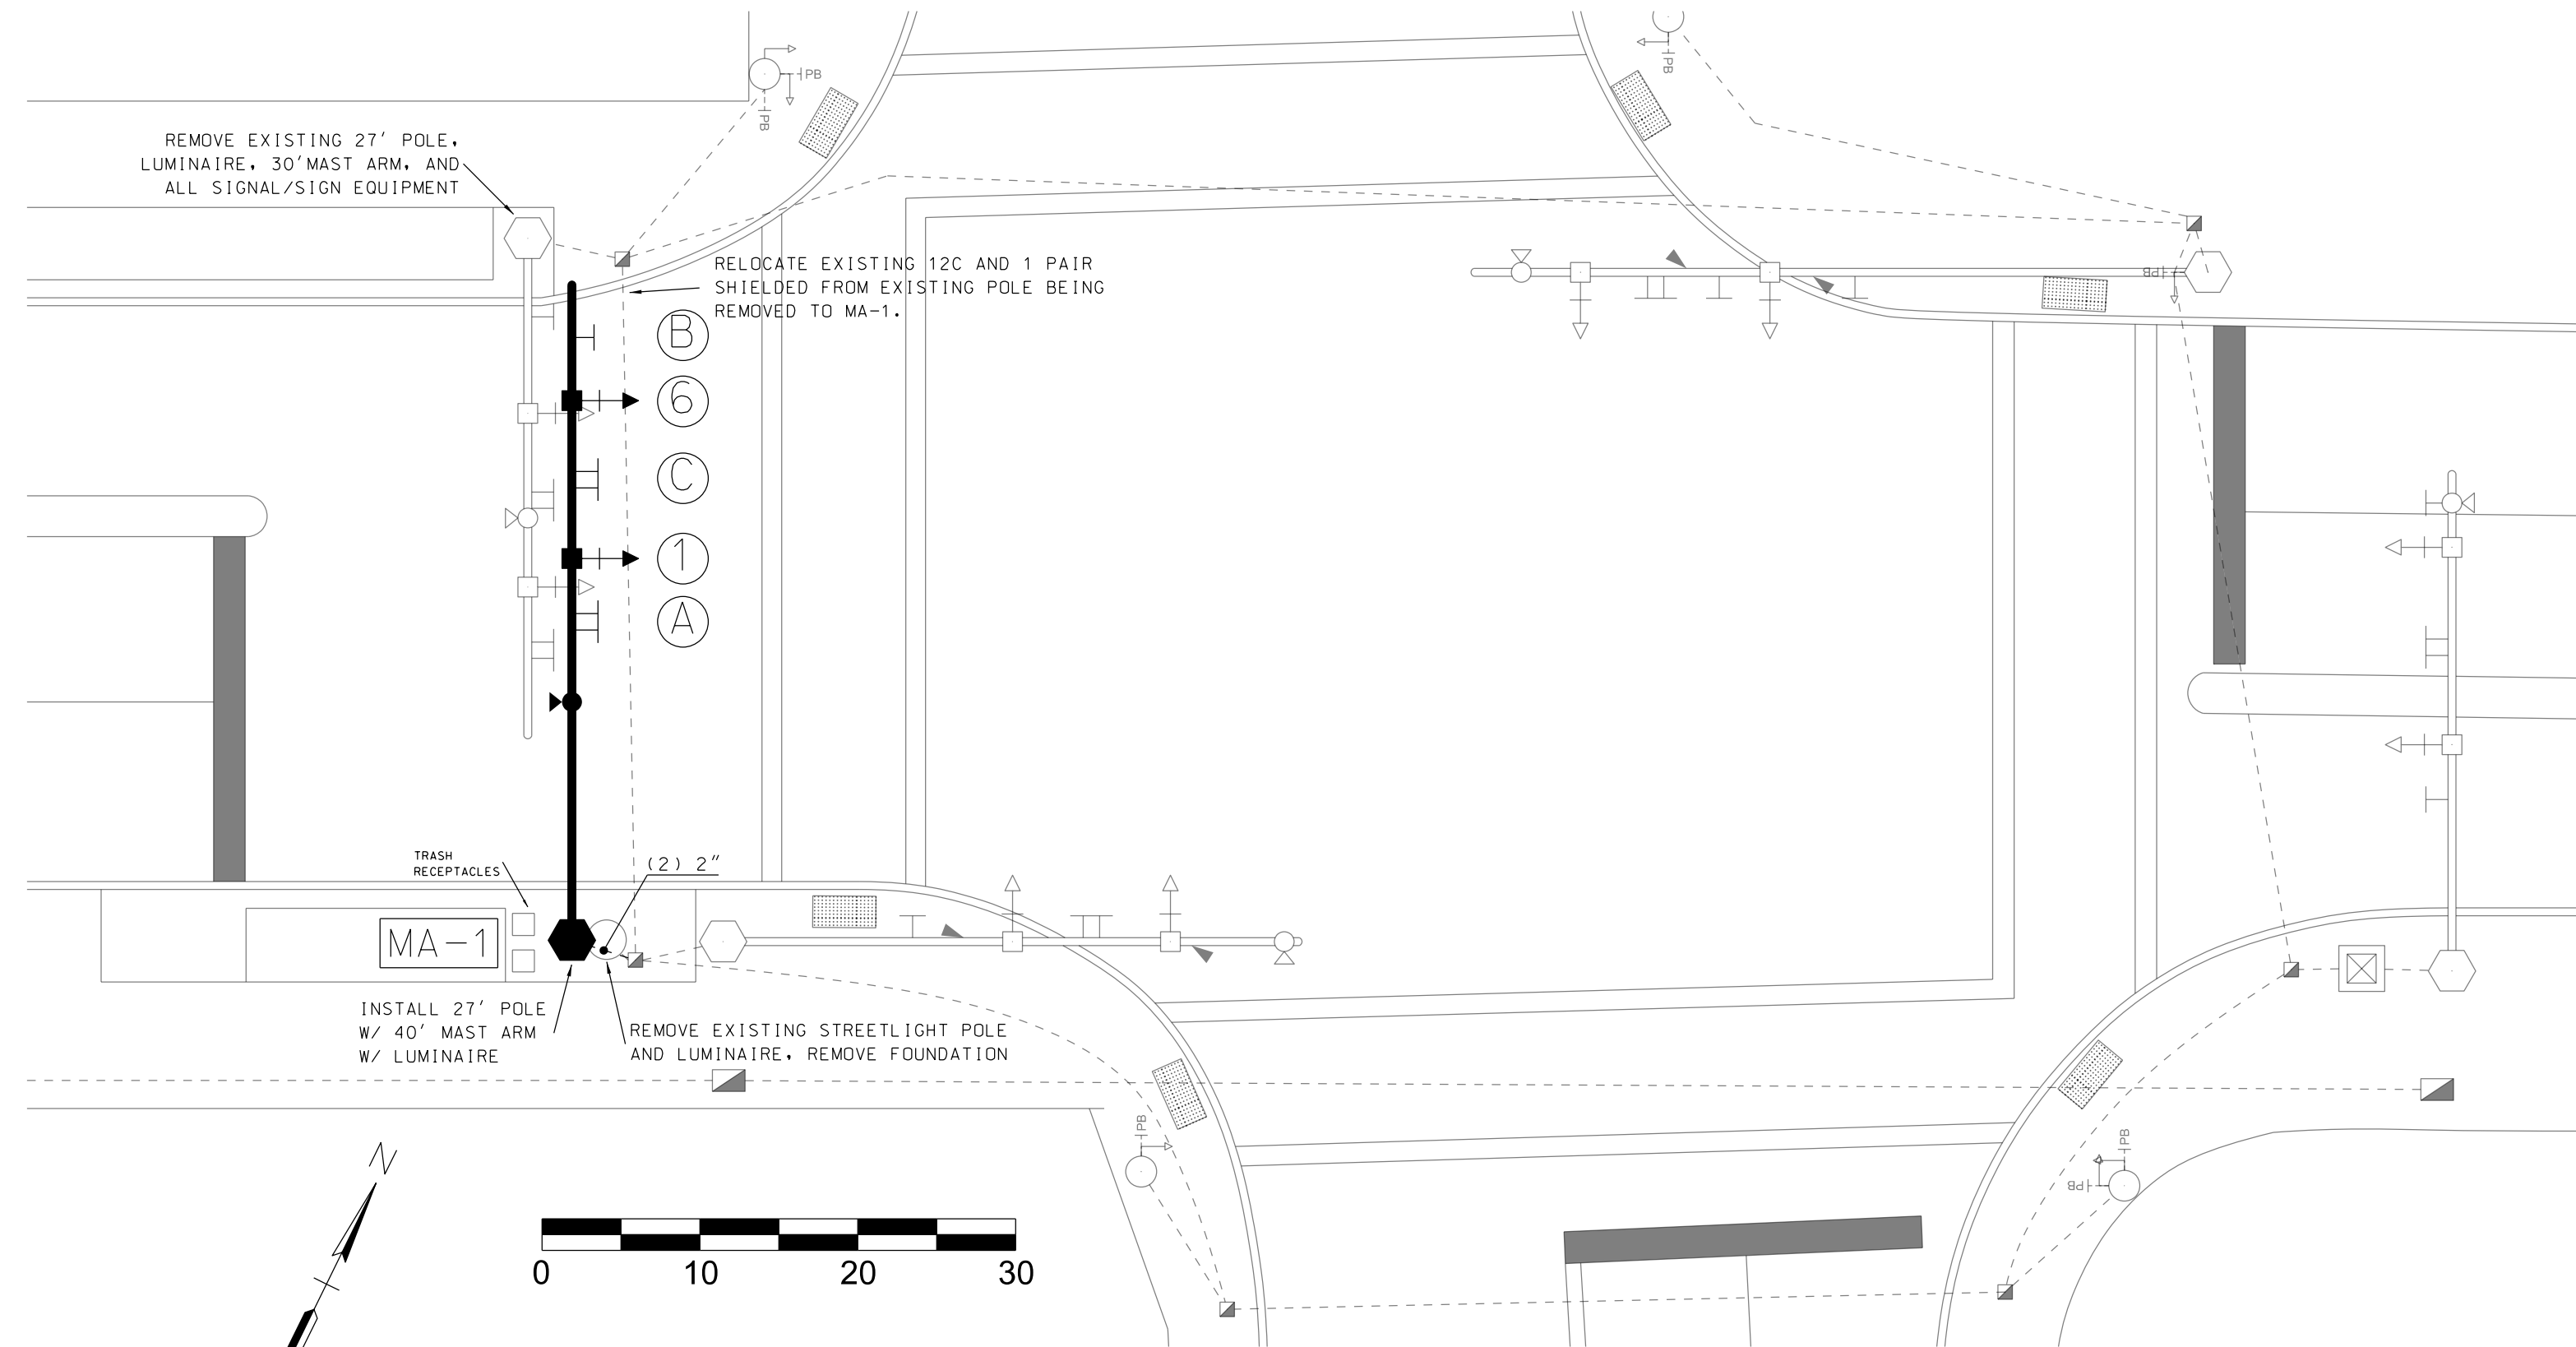 PB
PB
PB
REMOVE EXISTING 27' POLE,
LUMINAIRE, 30'MAST ARM, AND
ALL SIGNAL/SIGN EQUIPMENT
RELOCATE EXISTING 12C AND 1 PAIR
SHIELDED FROM EXISTING POLE BEING
REMOVED TO MA-1.
PB
B
6
C
1
A
TRASH
RECEPTACLES
(2) 2"
MA-1
INSTALL 27' POLE
W/ 40' MAST ARM
W/ LUMINAIRE
REMOVE EXISTING STREETLIGHT POLE
AND LUMINAIRE, REMOVE FOUNDATION
PB
PB
PB
N
0 10 20 30